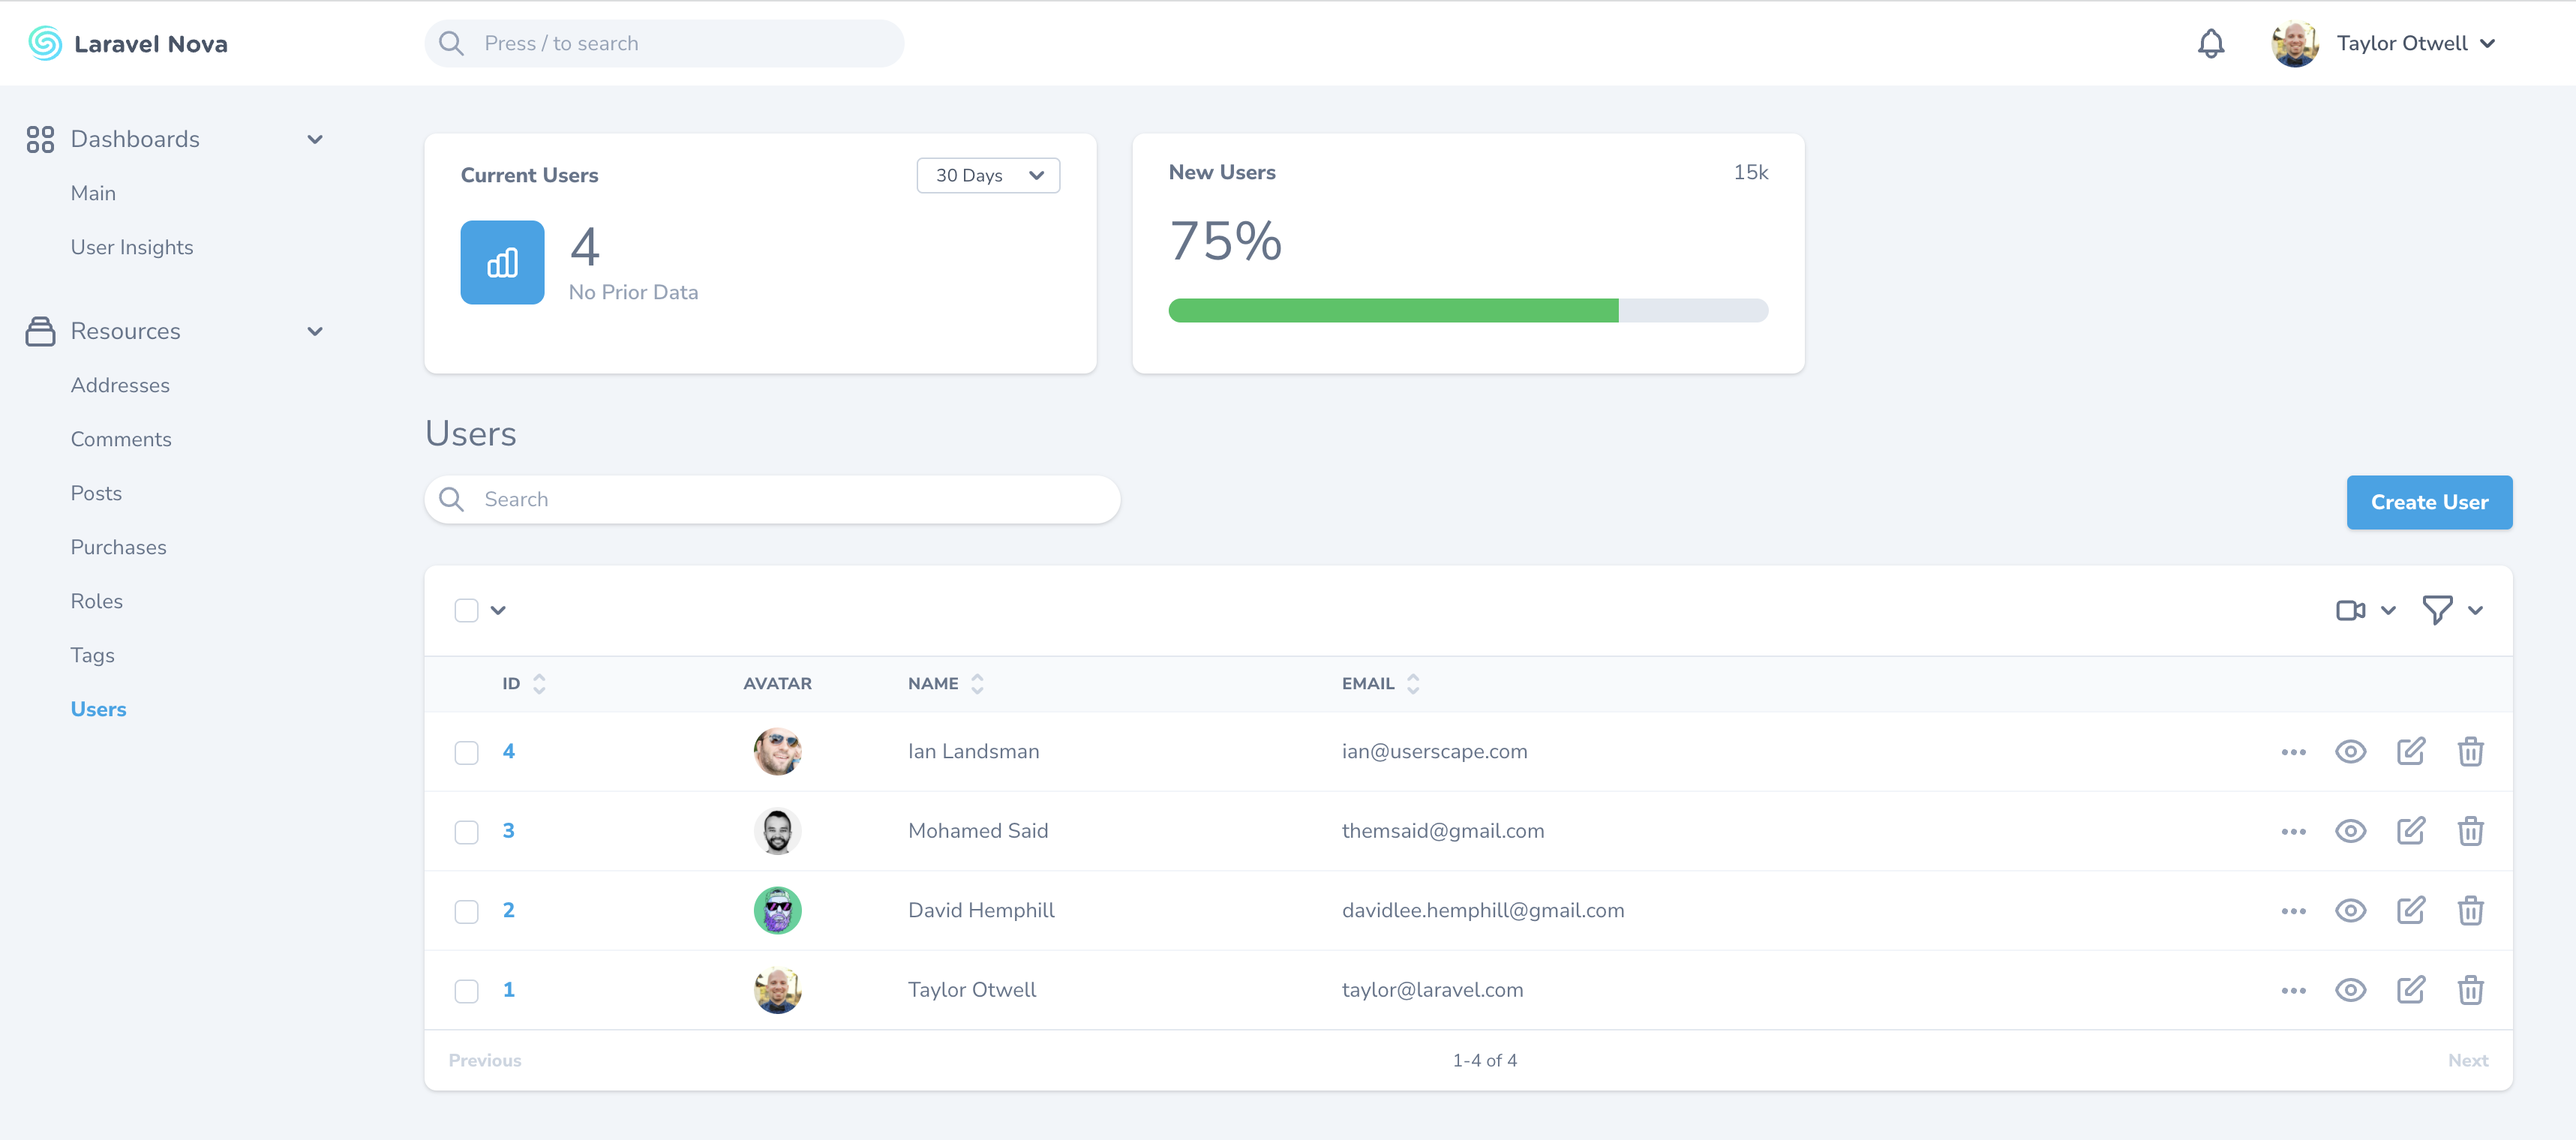 Laravel Nova
Press / to search
Taylor Otwell
Dashboards
Main
User Insights
Resources
Addresses
Comments
Posts
Purchases
Roles
Tags
Users
Current Users
30 Days
4
No Prior Data
New Users
15k
75%
Users
Search
Create User
ID AVATAR NAME EMAIL
4 Ian Landsman ian@userscape.com
3 Mohamed Said themsaid@gmail.com
2 David Hemphill davidlee.hemphill@gmail.com
1 Taylor Otwell taylor@laravel.com
Previous 1-4 of 4 Next